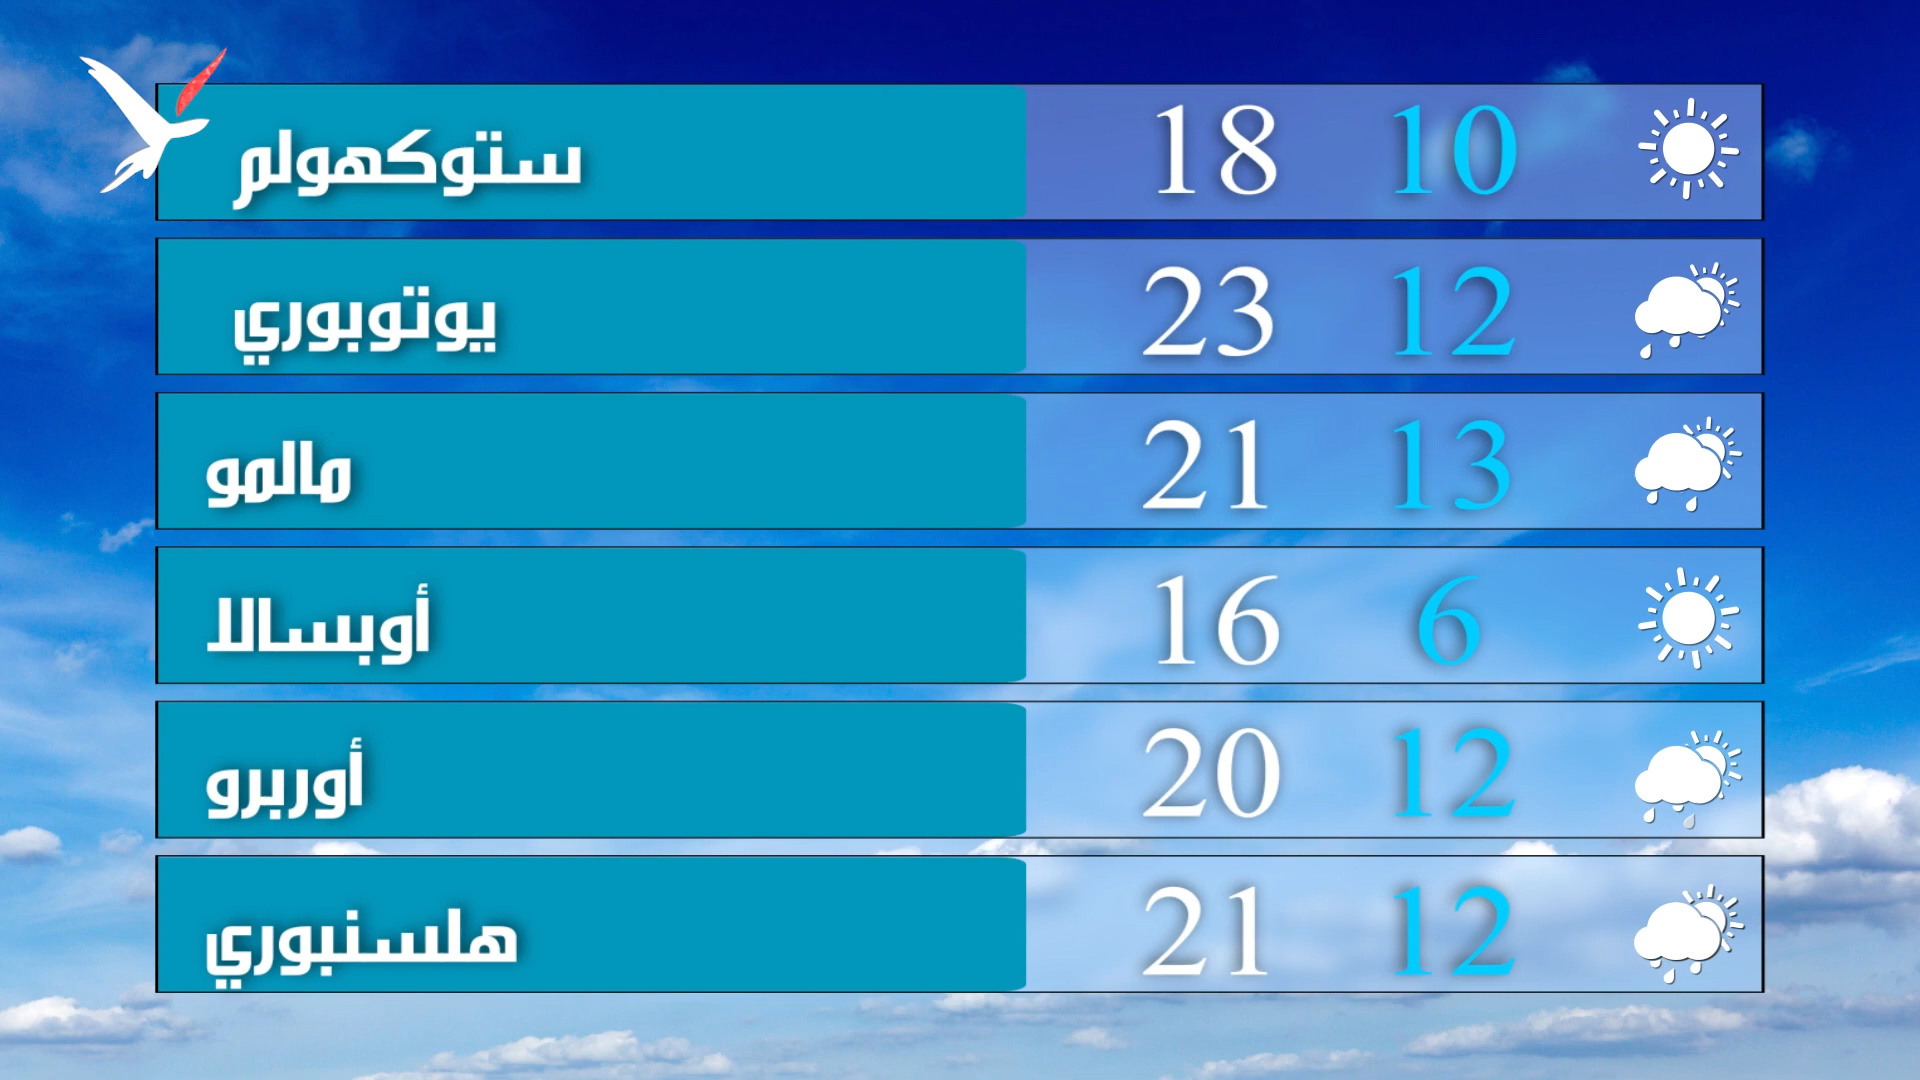 ستوكهولم 18 10
يوتوبوري 23 12
مالمو 21 13
أوبسالا 16 6
أوربرو 20 12
هلسنبوري 21 12